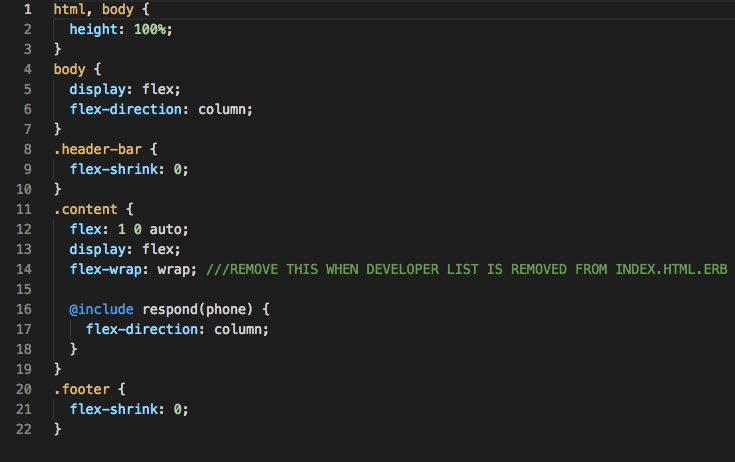 1 html, body {
2   height: 100%;
3 }
4 body {
5   display: flex;
6   flex-direction: column;
7 }
8 .header-bar {
9   flex-shrink: 0;
10 }
11 .content {
12   flex: 1 0 auto;
13   display: flex;
14   flex-wrap: wrap; ///REMOVE THIS WHEN DEVELOPER LIST IS REMOVED FROM INDEX.HTML.ERB
15
16   @include respond(phone) {
17     flex-direction: column;
18   }
19 }
20 .footer {
21   flex-shrink: 0;
22 }